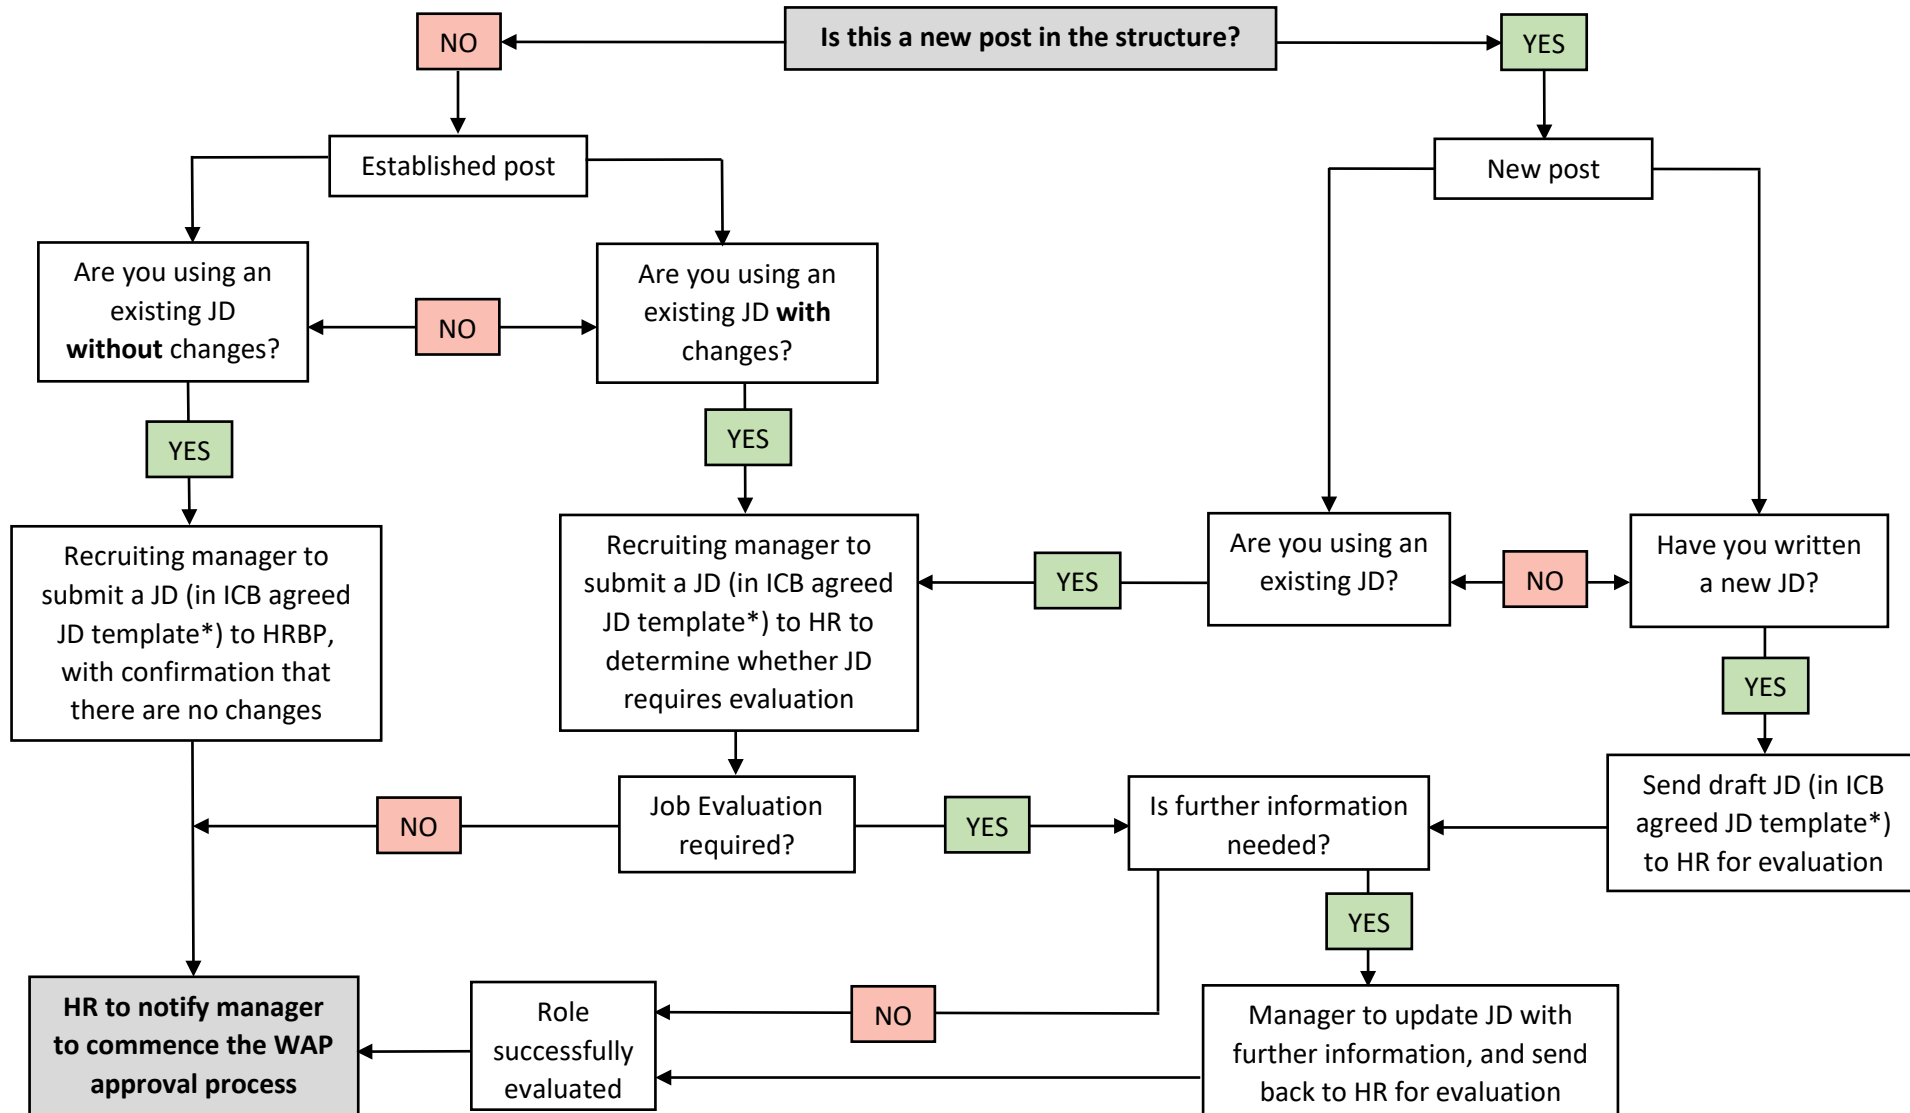 Is this a new post in the structure?
NO
YES
Established post
New post
Are you using an
existing JD
without changes?
NO
Are you using an
existing JD with
changes?
YES
YES
Recruiting manager to
submit a JD (in ICB agreed
JD template*) to HRBP,
with confirmation that
there are no changes
Recruiting manager to
submit a JD (in ICB agreed
JD template*) to HR to
determine whether JD
requires evaluation
YES
Are you using an
existing JD?
NO
Have you written
a new JD?
YES
NO
Job Evaluation
required?
YES
Is further information
needed?
Send draft JD (in ICB
agreed JD template*)
to HR for evaluation
YES
HR to notify manager
to commence the WAP
approval process
Role
successfully
evaluated
NO
Manager to update JD with
further information, and send
back to HR for evaluation